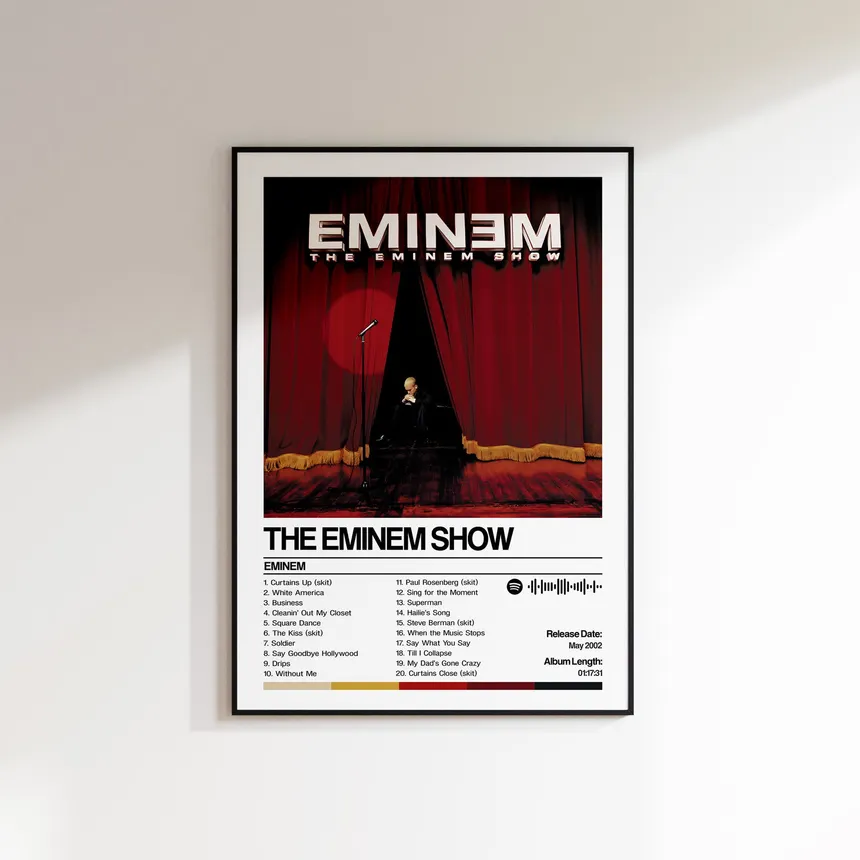 EMINEM
THE EMINEM SHOW
THE EMINEM SHOW
EMINEM
1. Curtains Up (skit)
2. White America
3. Business
4. Cleanin' Out My Closet
5. Square Dance
6. The Kiss (skit)
7. Soldier
8. Say Goodbye Hollywood
9. Drips
10. Without Me
11. Paul Rosenberg (skit)
12. Sing for the Moment
13. Superman
14. Hailie's Song
15. Steve Berman (skit)
16. When the Music Stops
17. Say What You Say
18. Till I Collapse
19. My Dad's Gone Crazy
20. Curtains Close (skit)
Release Date:
May 2002
Album Length:
01:17:31